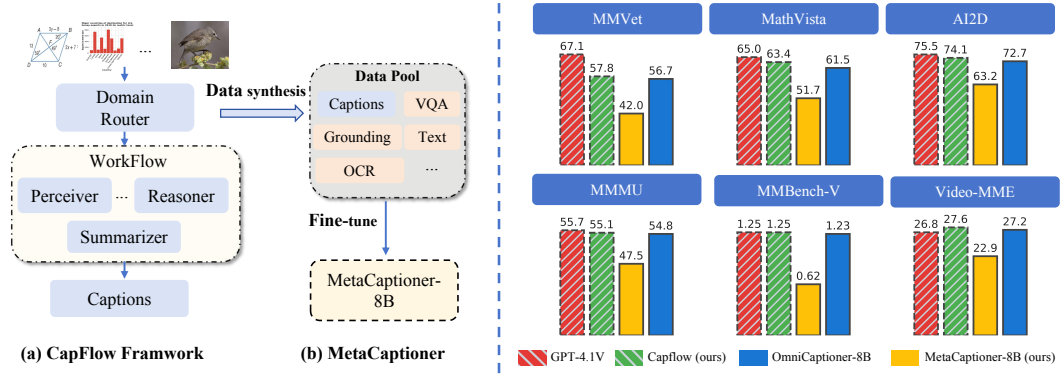 Domain
Router
WorkFlow
Perceiver ... Reasoner
Summarizer
Captions
(a) CapFlow Framwork
Data synthesis
Data Pool
Captions VQA
Grounding Text
OCR ...
Fine-tune
MetaCaptioner-
8B
(b) MetaCaptioner
MMVet
67.1 57.8 42.0 56.7
MathVista
65.0 63.4 51.7 61.5
AI2D
75.5 74.1 63.2 72.7
MMMU
55.7 55.1 47.5 54.8
MMBench-V
1.25 1.25 0.62 1.23
Video-MME
26.8 27.6 22.9 27.2
GPT-4.1V Capflow (ours) OmniCaptioner-8B MetaCaptioner-8B (ours)